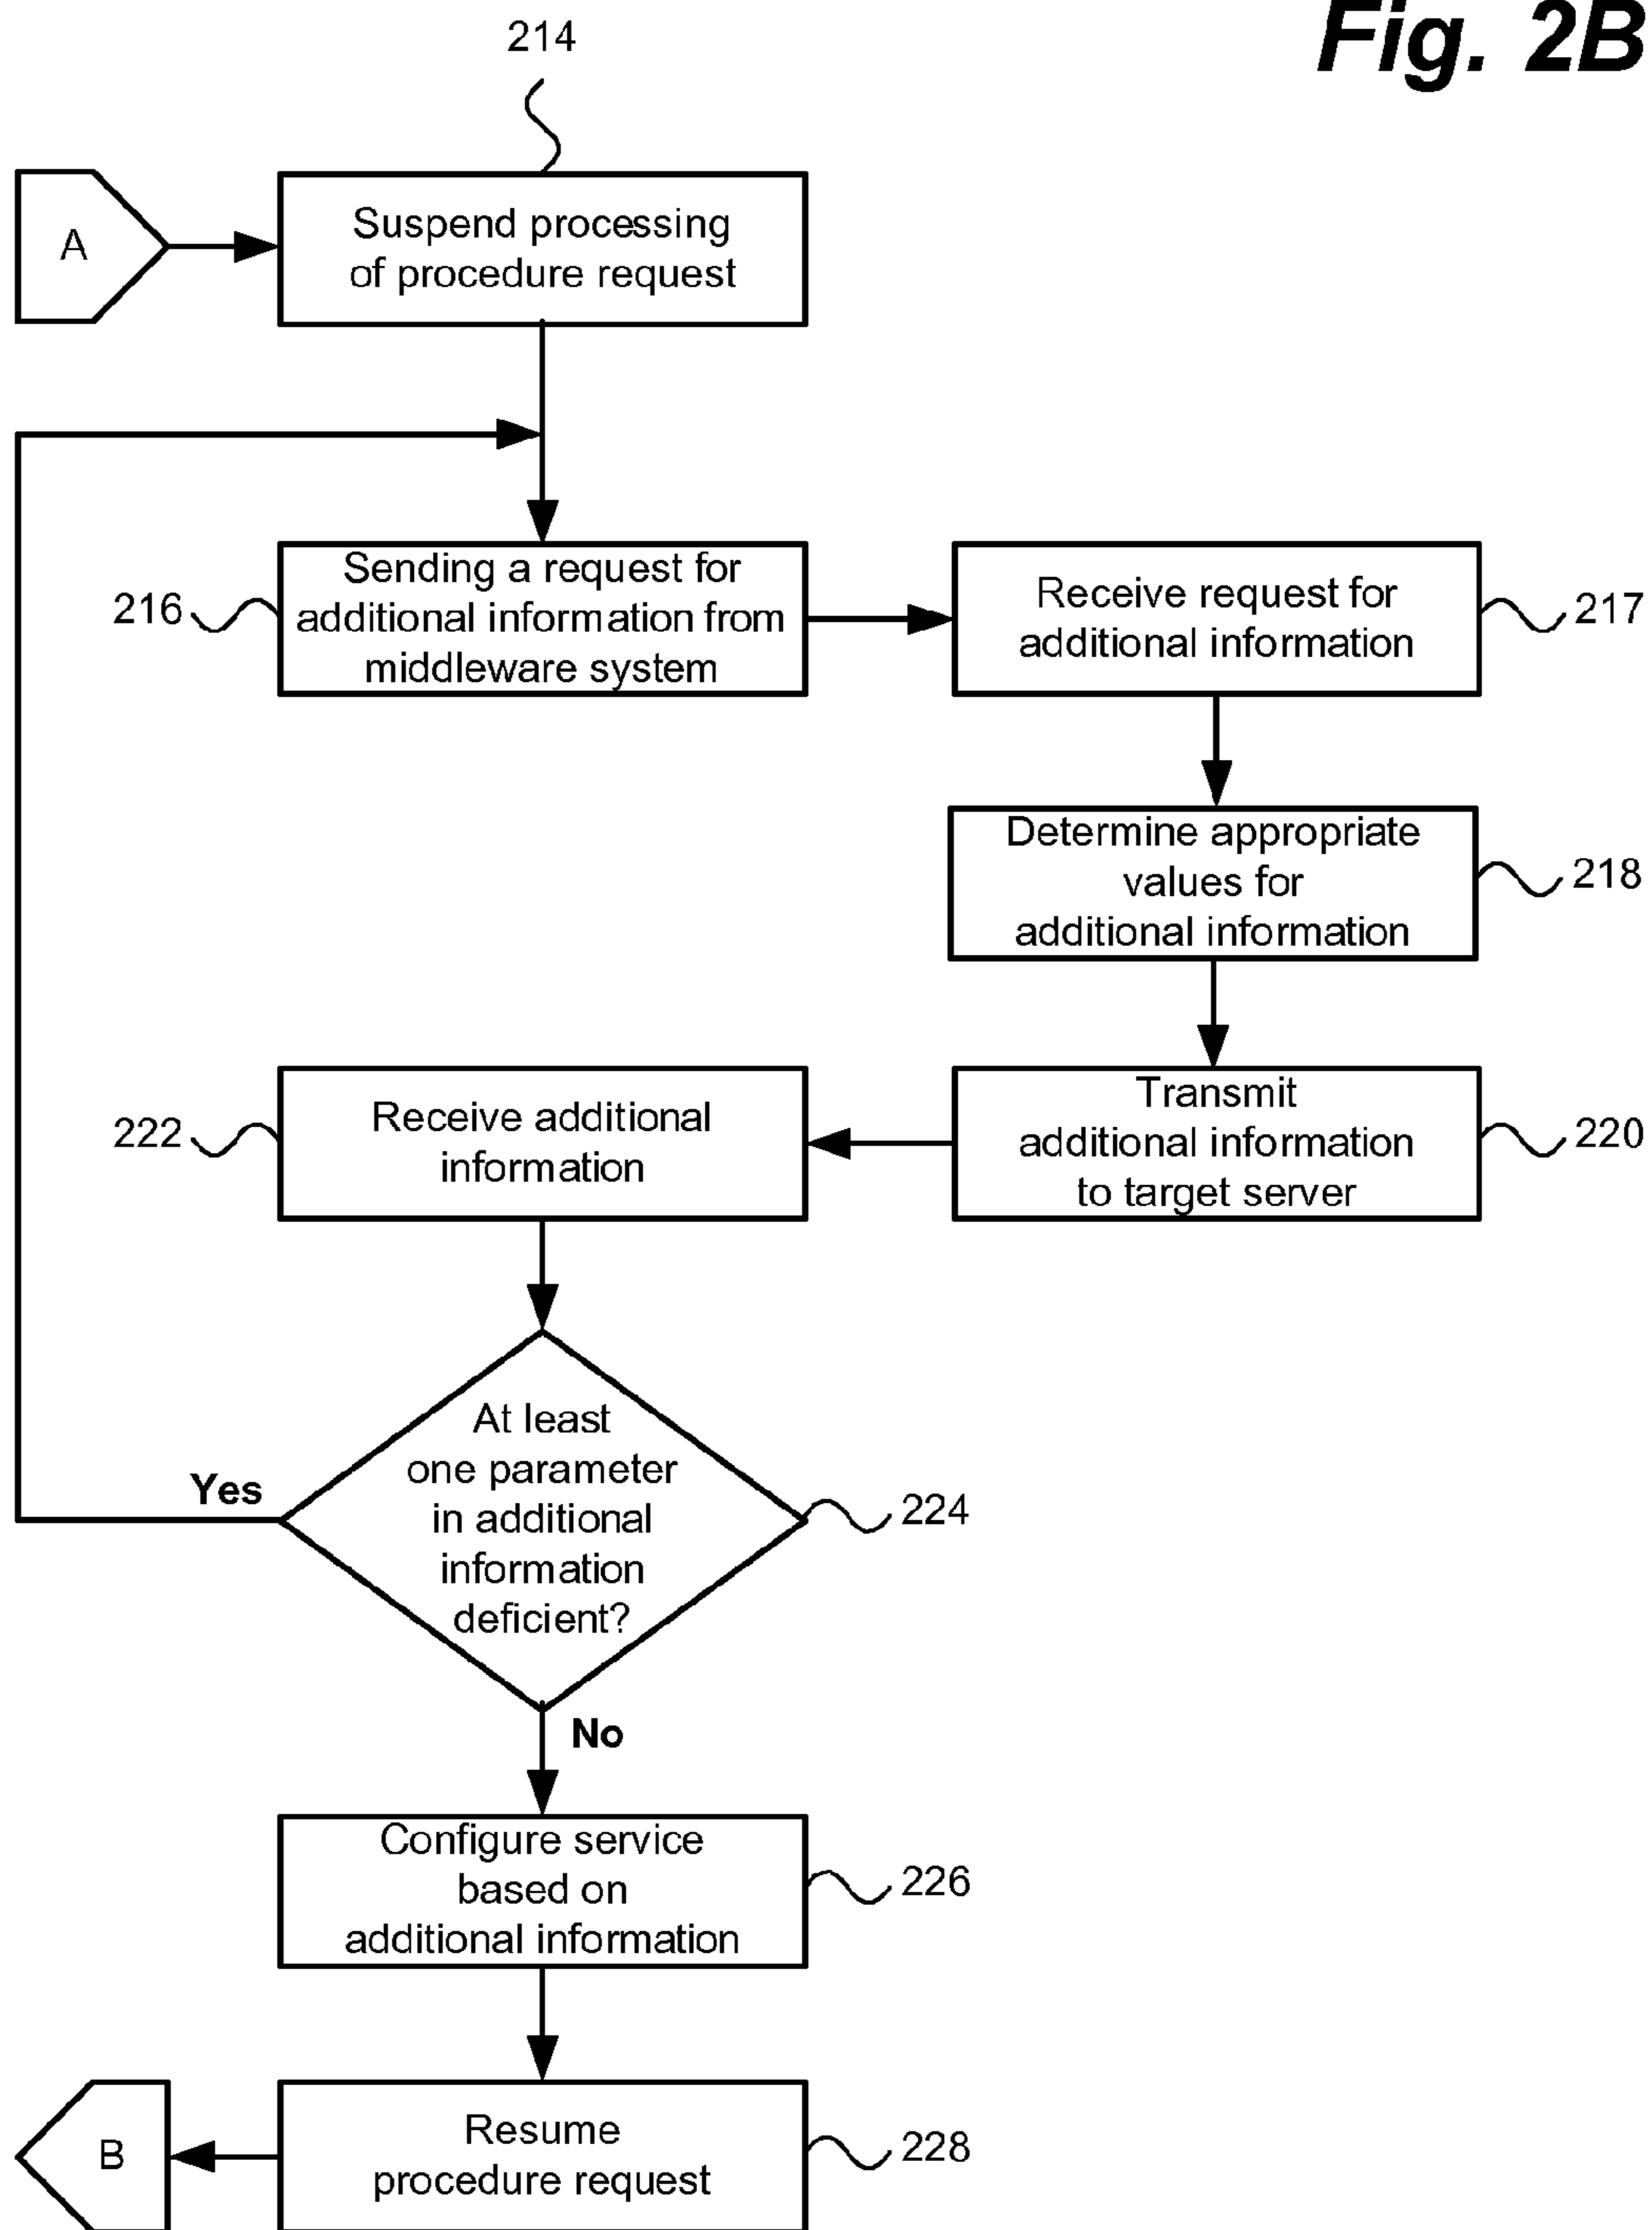 Fig. 2B
214
A
Suspend processing
of procedure request
216
Sending a request for
additional information from
middleware system
Receive request for
additional information
217
Determine appropriate
values for
additional information
218
Transmit
additional information
to target server
220
222
Receive additional
information
At least
one parameter
in additional
information
deficient?
224
Yes
No
Configure service
based on
additional information
226
B
Resume
procedure request
228